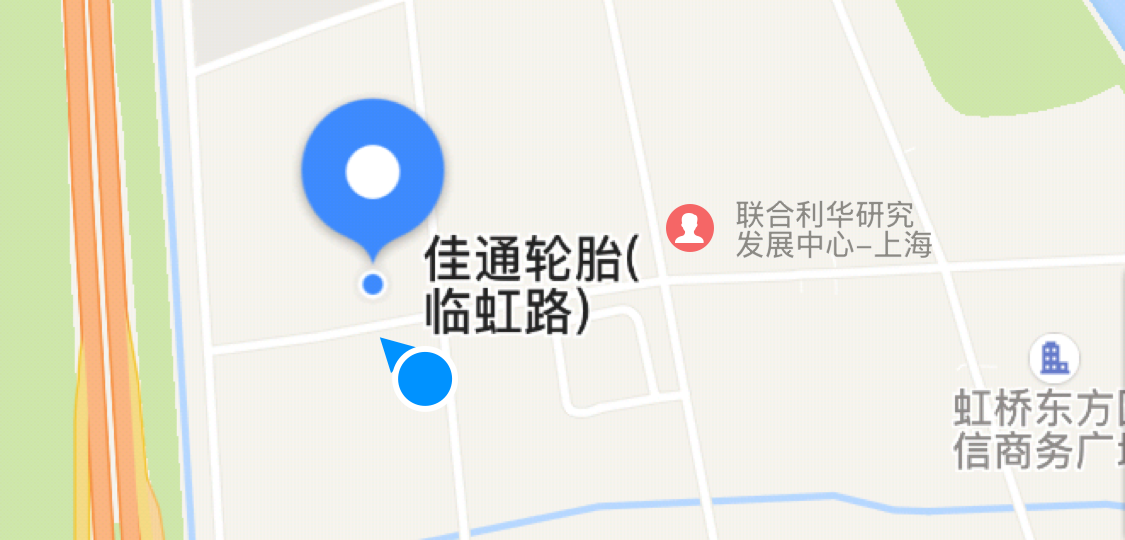 联合利华研究
发展中心-上海
佳通轮胎(
临虹路)
虹桥东方
信商务广